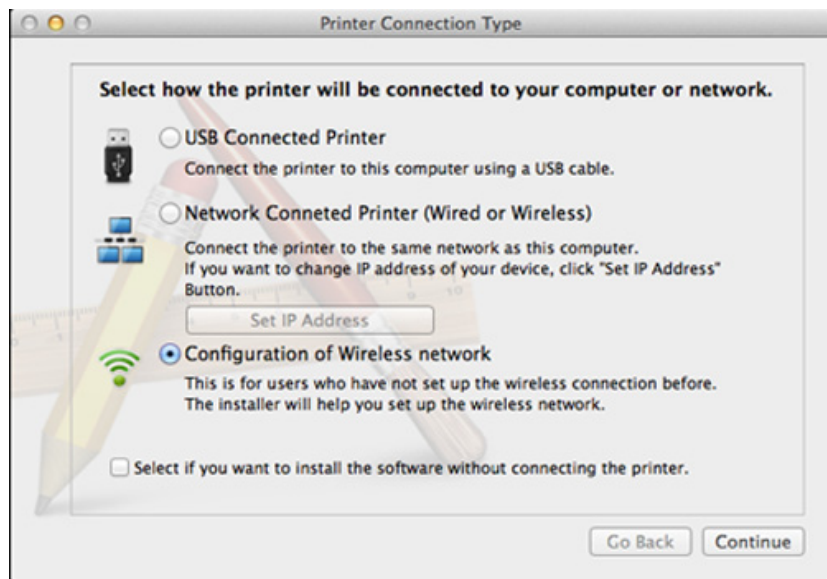 Printer Connection Type
Select how the printer will be connected to your computer or network.
USB Connected Printer
Connect the printer to this computer using a USB cable.
Network Conneted Printer (Wired or Wireless)
Connect the printer to the same network as this computer.
If you want to change IP address of your device, click "Set IP Address"
Button.
Set IP Address
Configuration of Wireless network
This is for users who have not set up the wireless connection before.
The installer will help you set up the wireless network.
Select if you want to install the software without connecting the printer.
Go Back Continue